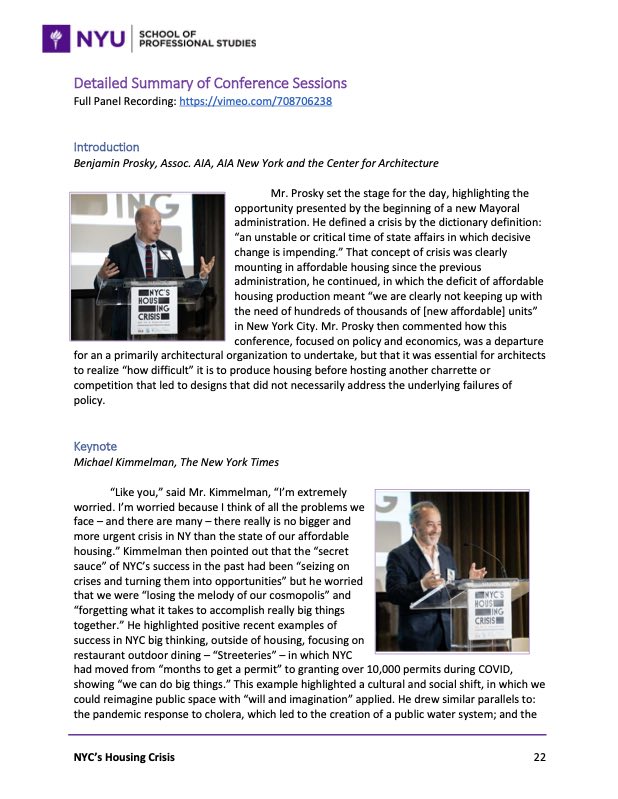 NYU
SCHOOL OF
PROFESSIONAL STUDIES
Detailed Summary of Conference Sessions
Full Panel Recording: https://vimeo.com/708706238
Introduction
Benjamin Prosky, Assoc. AIA, AIA New York and the Center for Architecture
ING
NYC'S
HOUS
ING
CRISIS
Mr. Prosky set the stage for the day, highlighting the
opportunity presented by the beginning of a new Mayoral
administration. He defined a crisis by the dictionary definition:
“an unstable or critical time of state affairs in which decisive
change is impending.” That concept of crisis was clearly
mounting in affordable housing since the previous
administration, he continued, in which the deficit of affordable
housing production meant “we are clearly not keeping up with
the need of hundreds of thousands of [new affordable] units”
in New York City. Mr. Prosky then commented how this
conference, focused on policy and economics, was a departure
for an a primarily architectural organization to undertake, but that it was essential for architects
to realize “how difficult” it is to produce housing before hosting another charrette or
competition that led to designs that did not necessarily address the underlying failures of
policy.
Keynote
Michael Kimmelman, The New York Times
“Like you,” said Mr. Kimmelman, “I’m extremely
worried. I’m worried because I think of all the problems we
face – and there are many – there really is no bigger and
more urgent crisis in NY than the state of our affordable
housing.” Kimmelman then pointed out that the “secret
sauce” of NYC’s success in the past had been “seizing on
crises and turning them into opportunities” but he worried
that we were “losing the melody of our cosmopolis” and
“forgetting what it takes to accomplish really big things
together.” He highlighted positive recent examples of
success in NYC big thinking, outside of housing, focusing on
restaurant outdoor dining – “Streeteries” – in which NYC
had moved from “months to get a permit” to granting over 10,000 permits during COVID,
showing “we can do big things.” This example highlighted a cultural and social shift, in which we
could reimagine public space with “will and imagination” applied. He drew similar parallels to:
the pandemic response to cholera, which led to the creation of a public water system; and the
G
NYC'S
HOUS
ING
CRISIS
NYC’s Housing Crisis
22